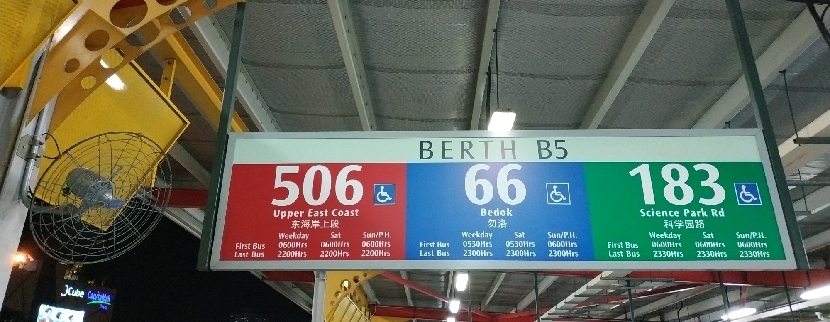 BERTH B5
506
Upper East Coast
东海岸上段
Weekday Sat Sun/P.H.
First Bus 0600Hrs 0600Hrs 0600Hrs
Last Bus 2200Hrs 2200Hrs 2200Hrs
66
Bedok
勿洛
Weekday Sat Sun/P.H.
First Bus 0530Hrs 0530Hrs 0600Hrs
Last Bus 2300Hrs 2300Hrs 2300Hrs
183
Science Park Rd
科学园路
Weekday Sat Sun/P.H.
First Bus 0600Hrs 0600Hrs 0600Hrs
Last Bus 2330Hrs 2330Hrs 2330Hrs
JCube